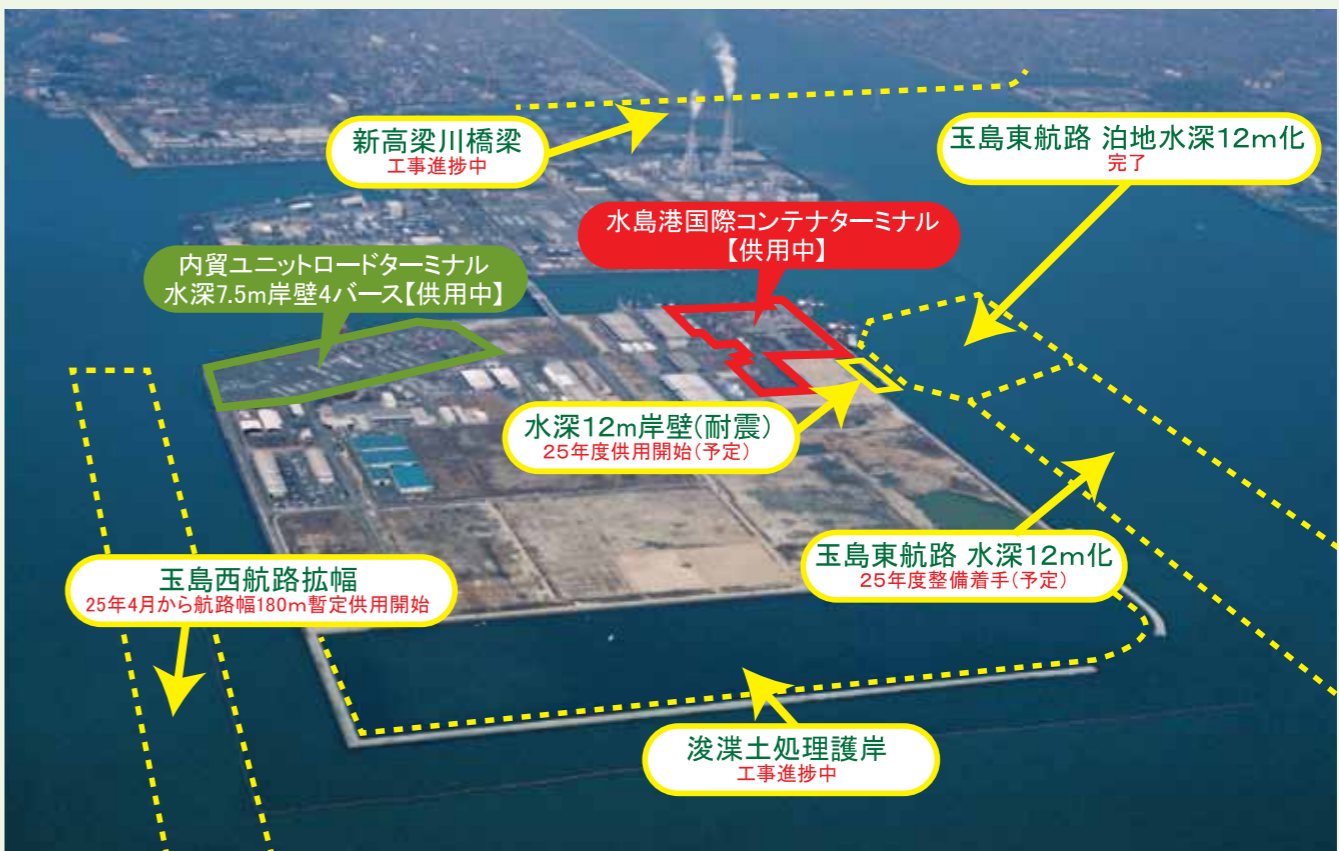 新高梁川橋梁
工事進捗中
玉島東航路 泊地水深12m化
完了
水島港国際コンテナターミナル
【供用中】
内貿ユニットロードターミナル
水深7.5m岸壁4バース【供用中】
水深12m岸壁(耐震)
25年度供用開始(予定)
玉島東航路 水深12m化
25年度整備着手(予定)
玉島西航路拡幅
25年4月から航路幅180m暫定供用開始
浚渫土処理護岸
工事進捗中